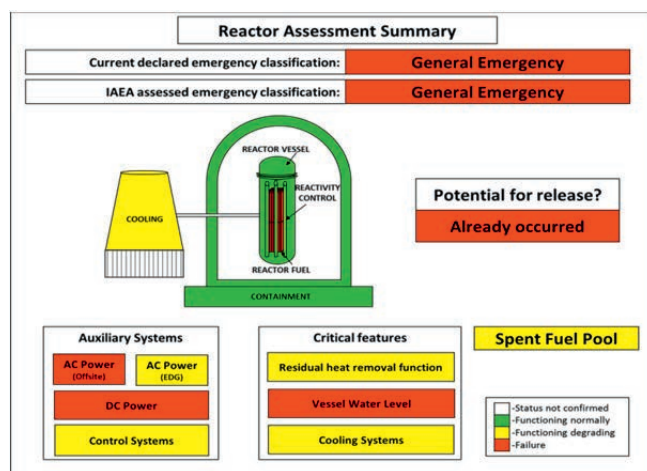 Reactor Assessment Summary
Current declared emergency classification: General Emergency
IAEA assessed emergency classification: General Emergency
REACTOR VESSEL
REACTIVITY
CONTROL
COOLING
REACTOR FUEL
CONTAINMENT
Potential for release?
Already occurred
Auxiliary Systems
AC Power
(Offsite)
AC Power
(EDG)
DC Power
Control Systems
Critical features
Residual heat removal function
Vessel Water Level
Cooling Systems
Spent Fuel Pool
-Status not confirmed
-Functioning normally
-Functioning degrading
-Failure